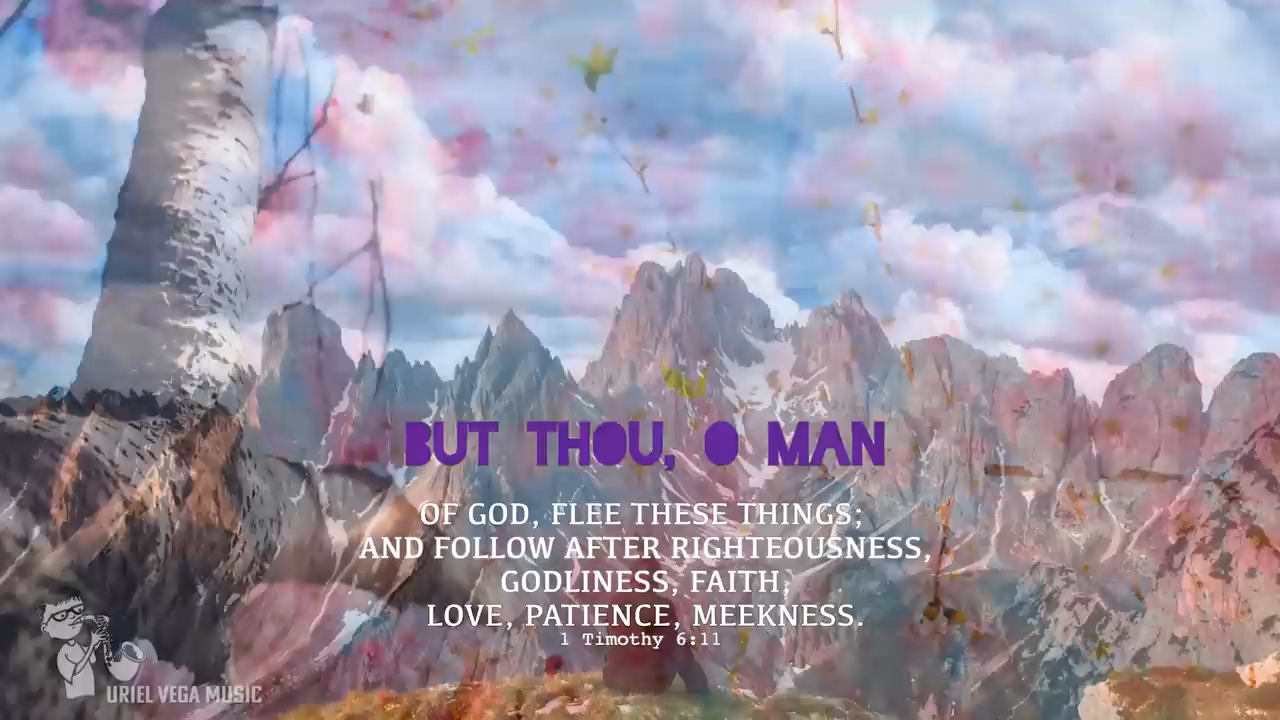 BUT THOU, O MAN
OF GOD, FLEE THESE THINGS;
AND FOLLOW AFTER RIGHTEOUSNESS,
GODLINESS, FAITH,
LOVE, PATIENCE, MEEKNESS.
1 Timothy 6:11
URIEL VEGA MUSIC